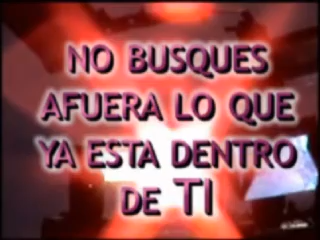 NO BUSQUES
AFUERA LO QUE
YA ESTA DENTRO
DE TI